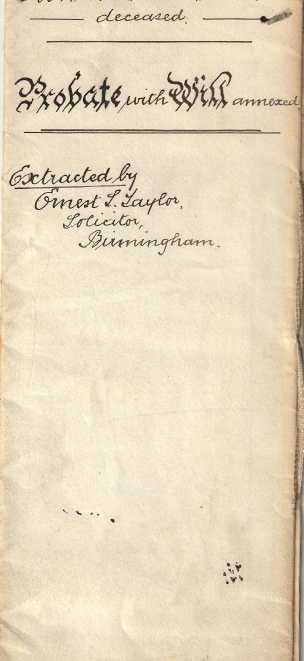 deceased.
Probate with Will annexed.
Extracted by
Ernest S. Taylor,
Solicitor,
Birmingham.